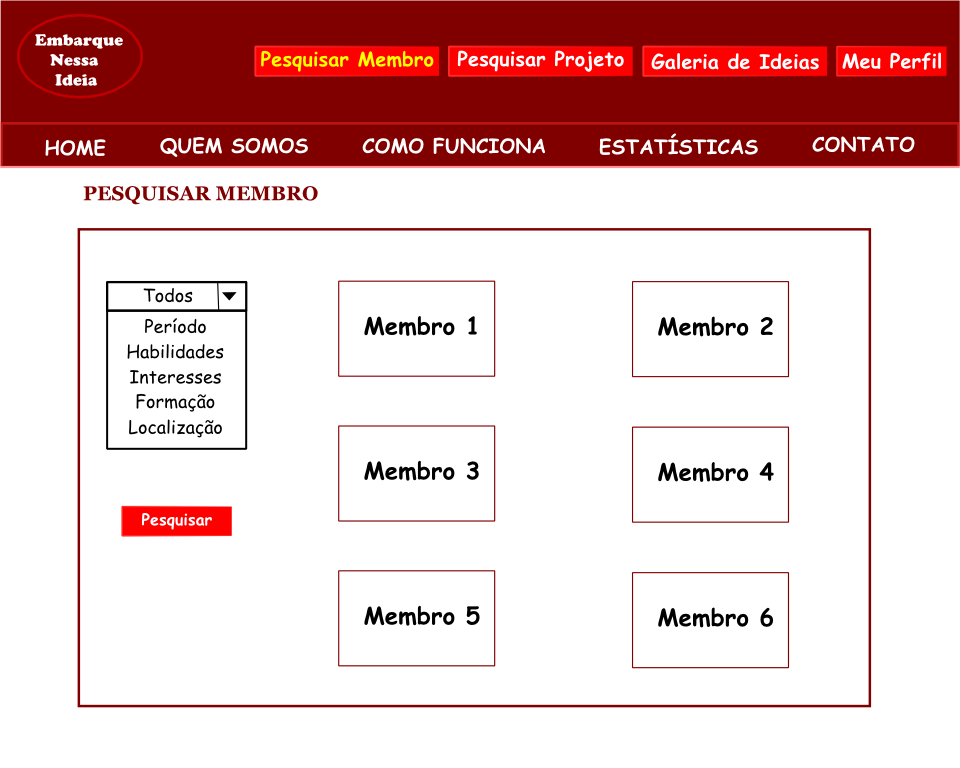 Embarque
Nessa
Ideia
Pesquisar Membro
Pesquisar Projeto
Galeria de Ideias
Meu Perfil
HOME
QUEM SOMOS
COMO FUNCIONA
ESTATÍSTICAS
CONTATO
PESQUISAR MEMBRO
Todos
Período
Habilidades
Interesses
Formação
Localização
Pesquisar
Membro 1
Membro 2
Membro 3
Membro 4
Membro 5
Membro 6